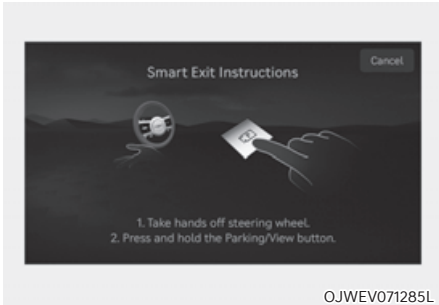 Cancel
Smart Exit Instructions
1. Take hands off steering wheel.
2. Press and hold the Parking/View button.
OJWEV071285L